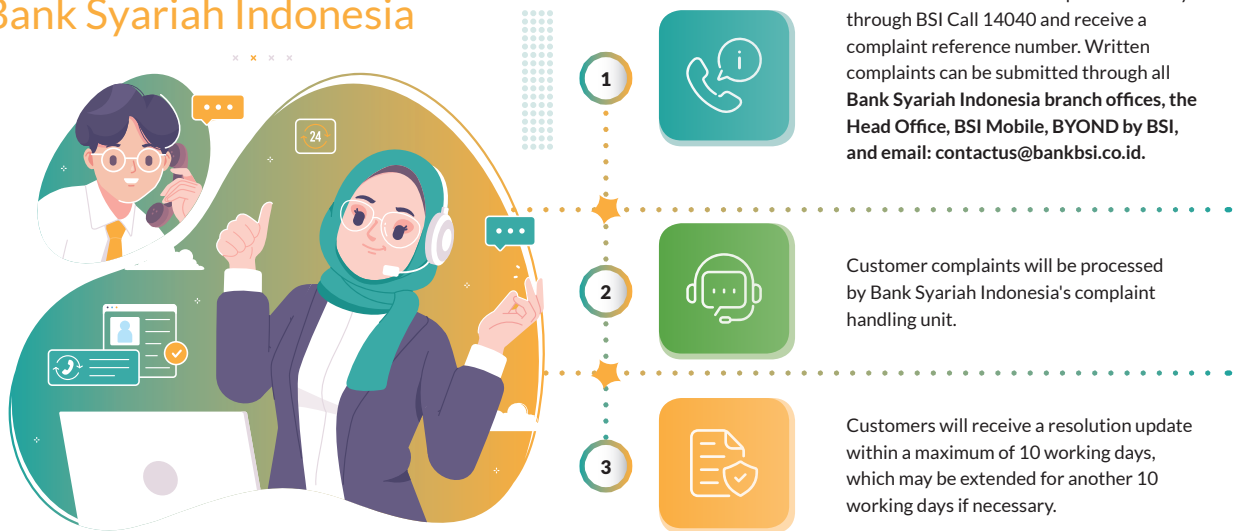 Bank Syariah Indonesia
24
1
through BSI Call 14040 and receive a
complaint reference number. Written
complaints can be submitted through all
Bank Syariah Indonesia branch offices, the
Head Office, BSI Mobile, BYOND by BSI,
and email: contactus@bankbsi.co.id.
2
Customer complaints will be processed
by Bank Syariah Indonesia's complaint
handling unit.
3
Customers will receive a resolution update
within a maximum of 10 working days,
which may be extended for another 10
working days if necessary.